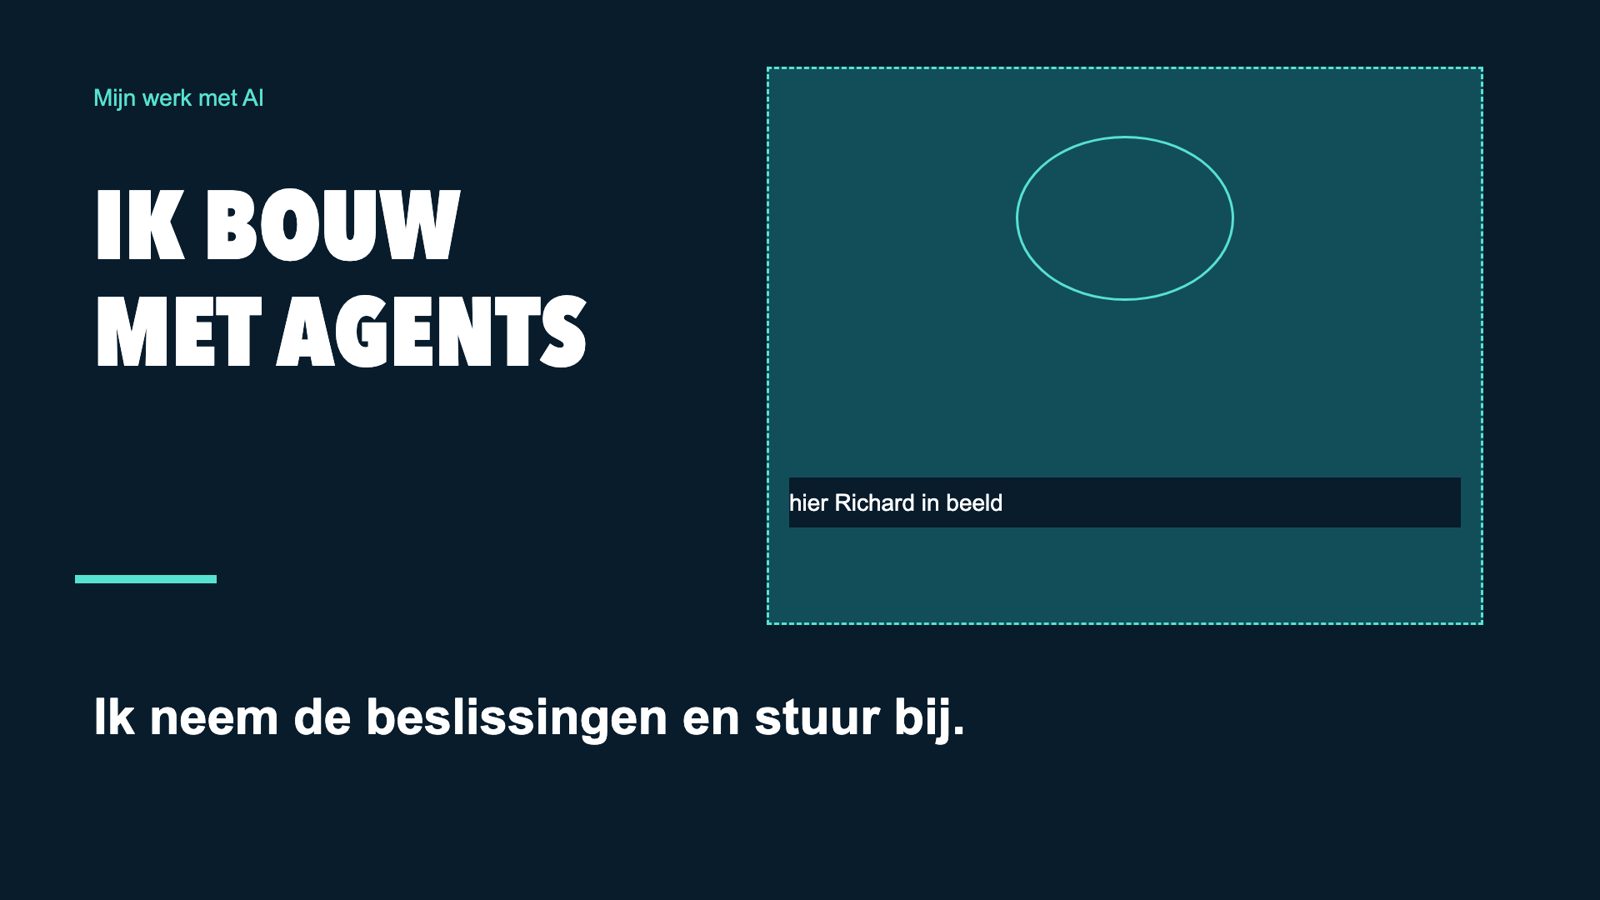 Mijn werk met AI
IK BOUW
MET AGENTS
hier Richard in beeld
Ik neem de beslissingen en stuur bij.